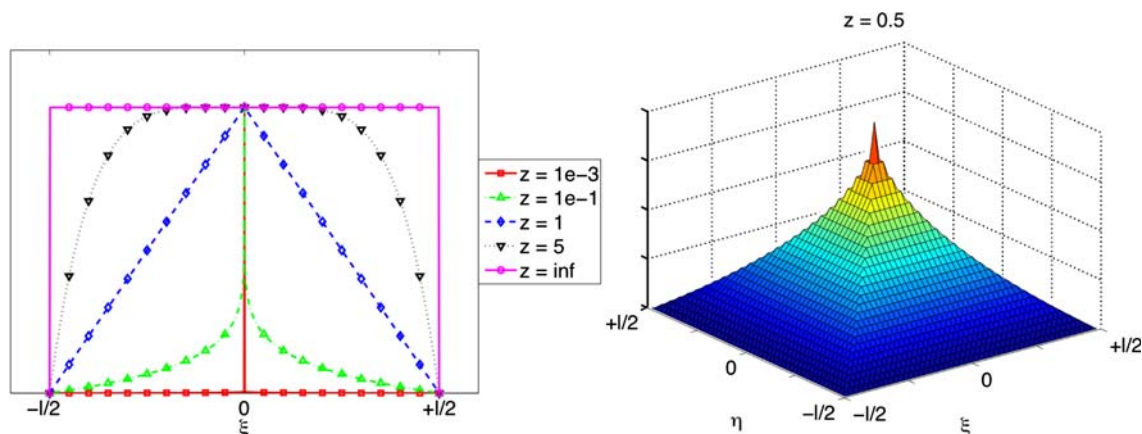 −l/2
0
+l/2
ξ
z = 1e−3
z = 1e−1
z = 1
z = 5
z = inf
z = 0.5
+l/2
0
−l/2
η
−l/2
0
+l/2
ξ